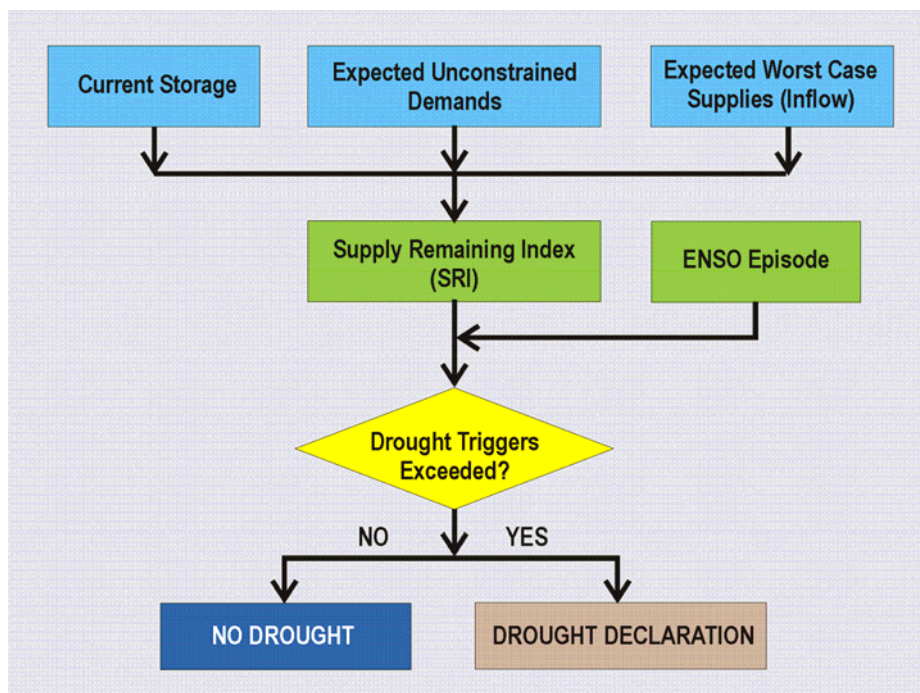 Current Storage
Expected Unconstrained
Demands
Expected Worst Case
Supplies (Inflow)
Supply Remaining Index
(SRI)
ENSO Episode
Drought Triggers
Exceeded?
NO
YES
NO DROUGHT
DROUGHT DECLARATION